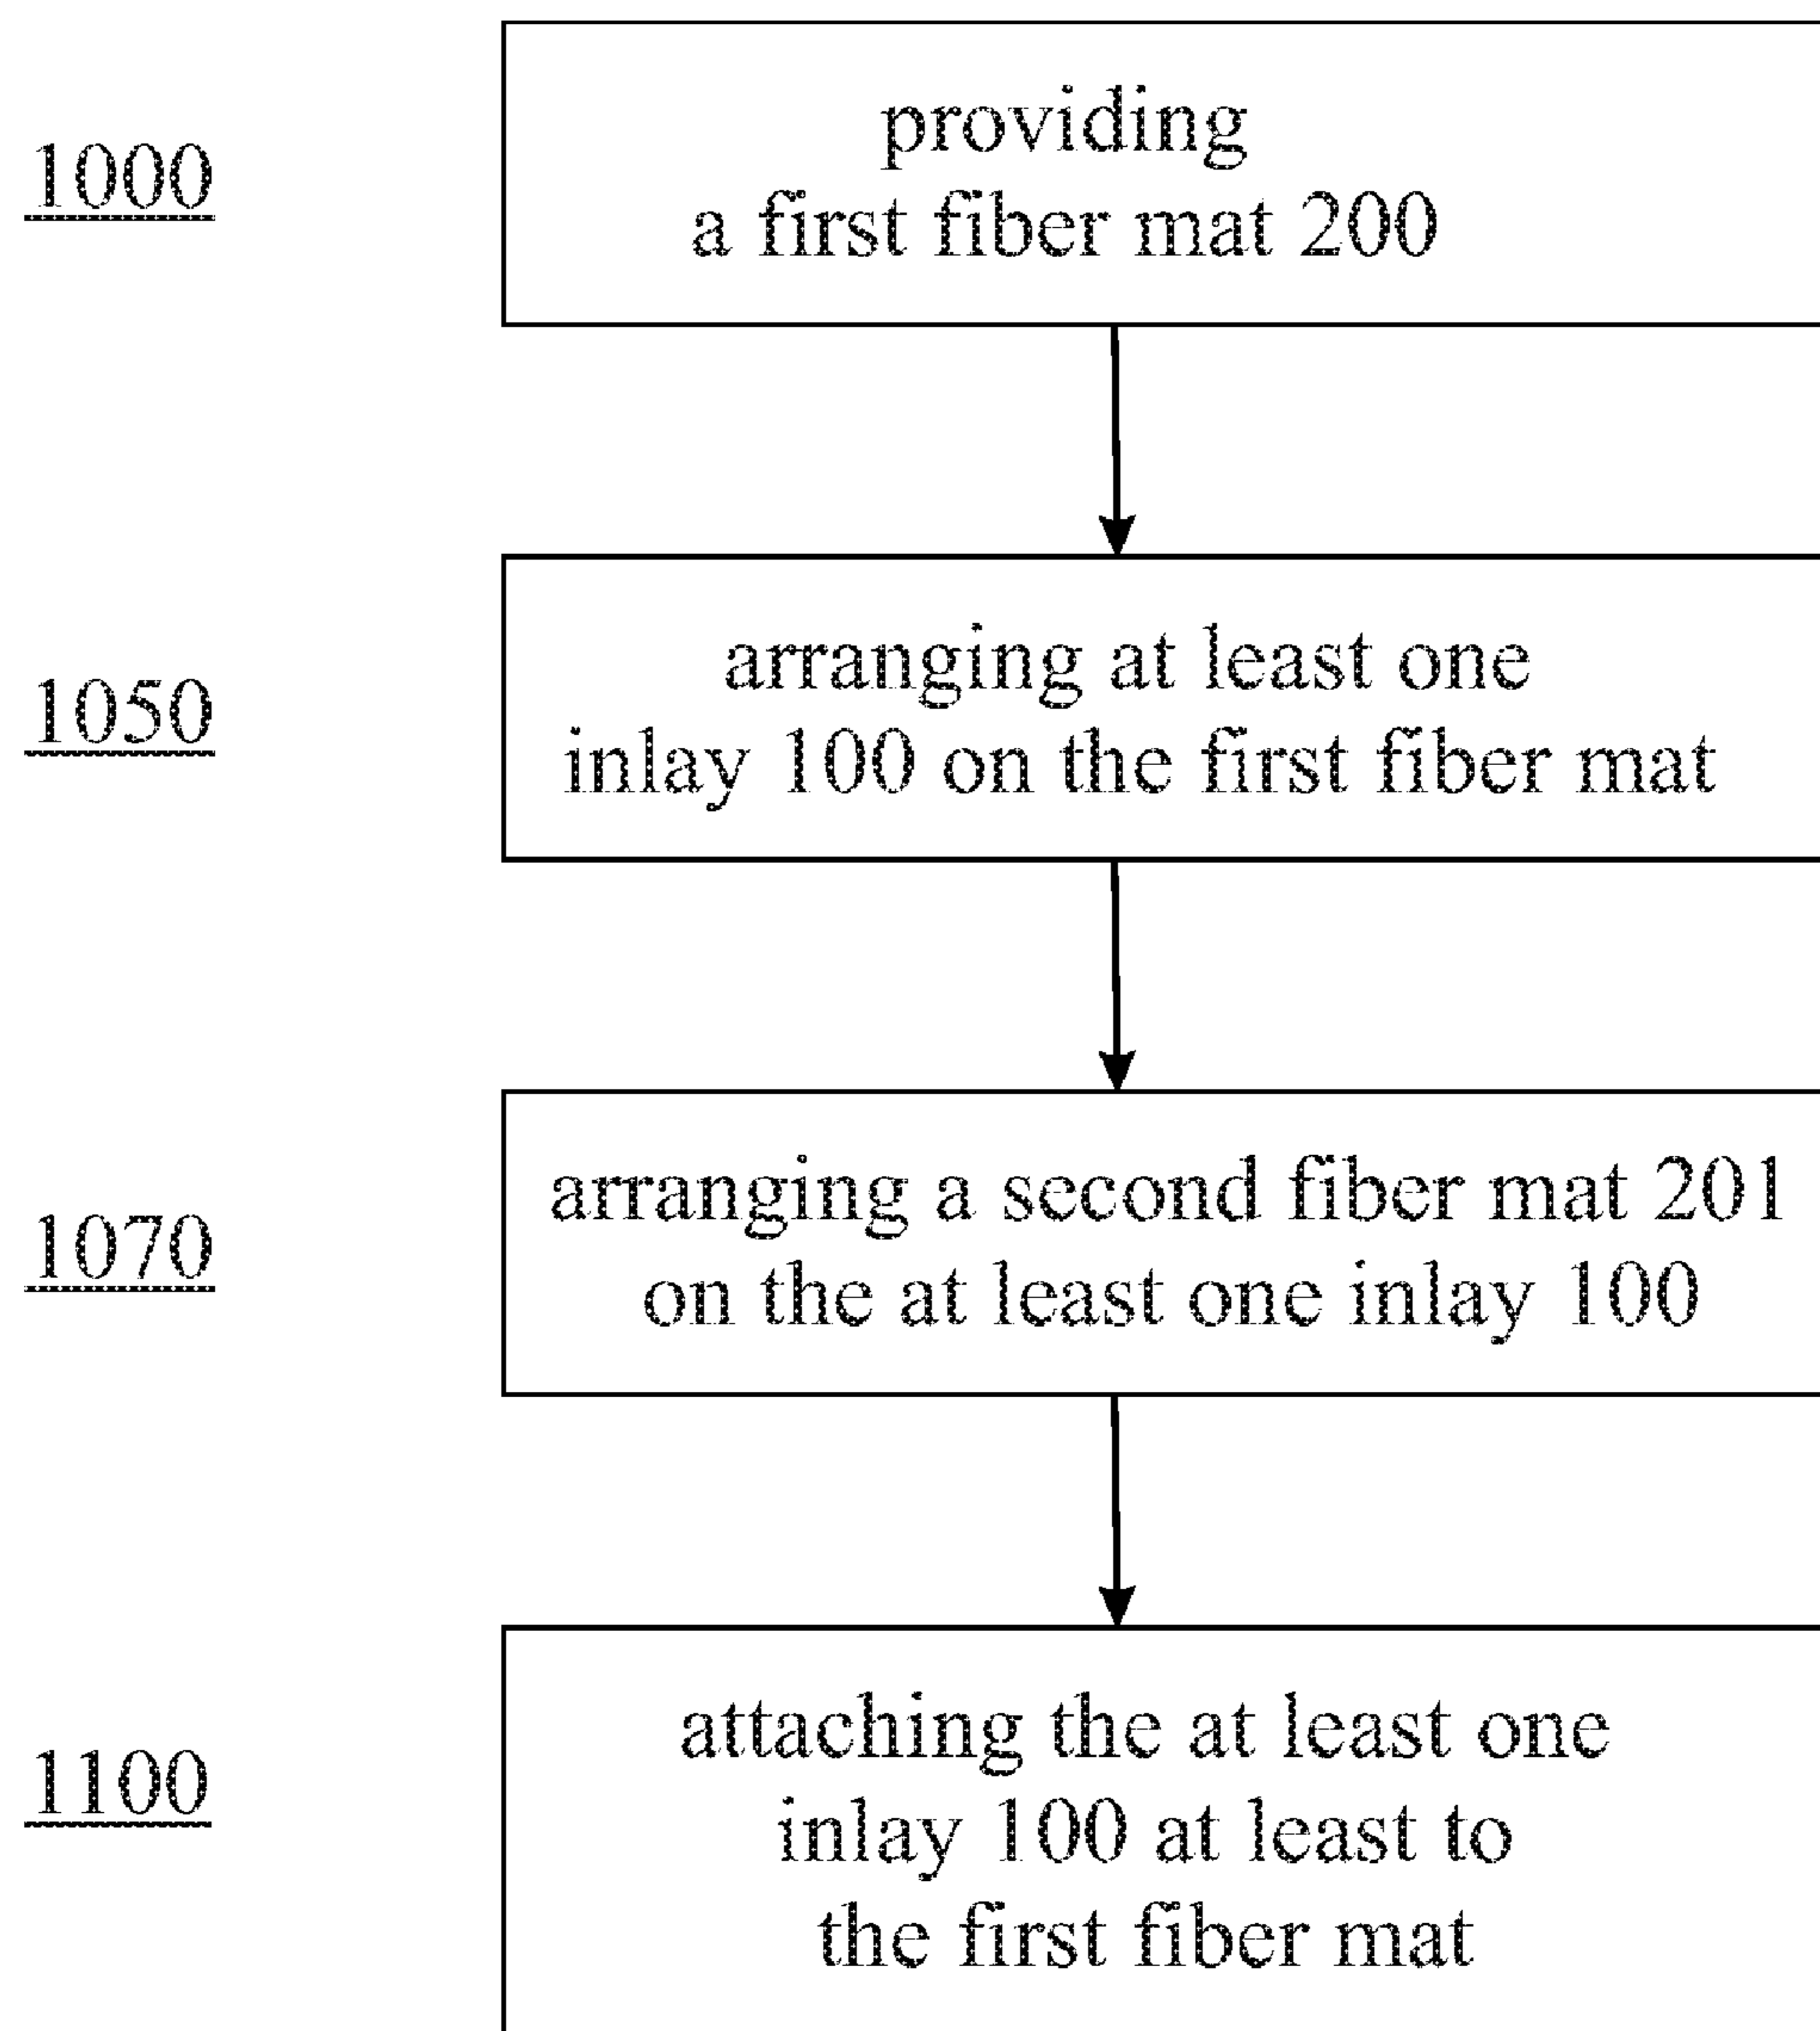 1000
providing
a first fiber mat 200
1050
arranging at least one
inlay 100 on the first fiber mat
1070
arranging a second fiber mat 201
on the at least one inlay 100
1100
attaching the at least one
inlay 100 at least to
the first fiber mat